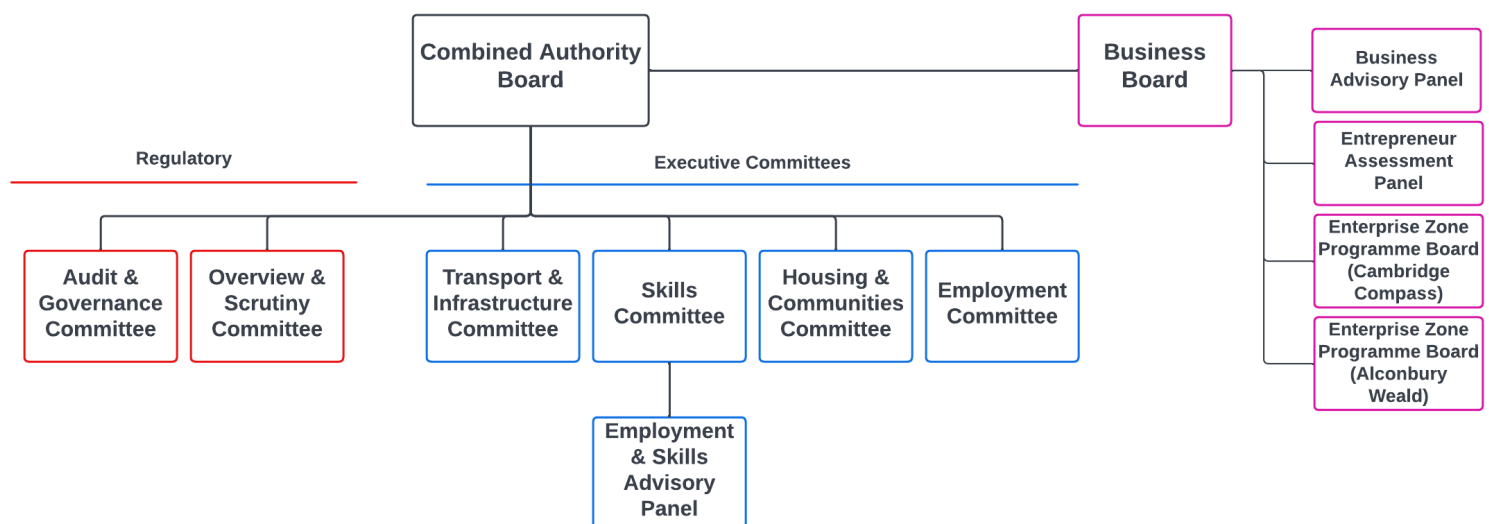 Combined Authority
Board
Business
Board
Business
Advisory Panel
Entrepreneur
Assessment
Panel
Enterprise Zone
Programme Board
(Cambridge
Compass)
Enterprise Zone
Programme Board
(Alconbury
Weald)
Regulatory
Executive Committees
Audit &
Governance
Committee
Overview &
Scrutiny
Committee
Transport &
Infrastructure
Committee
Skills
Committee
Housing &
Communities
Committee
Employment
Committee
Employment
& Skills
Advisory
Panel